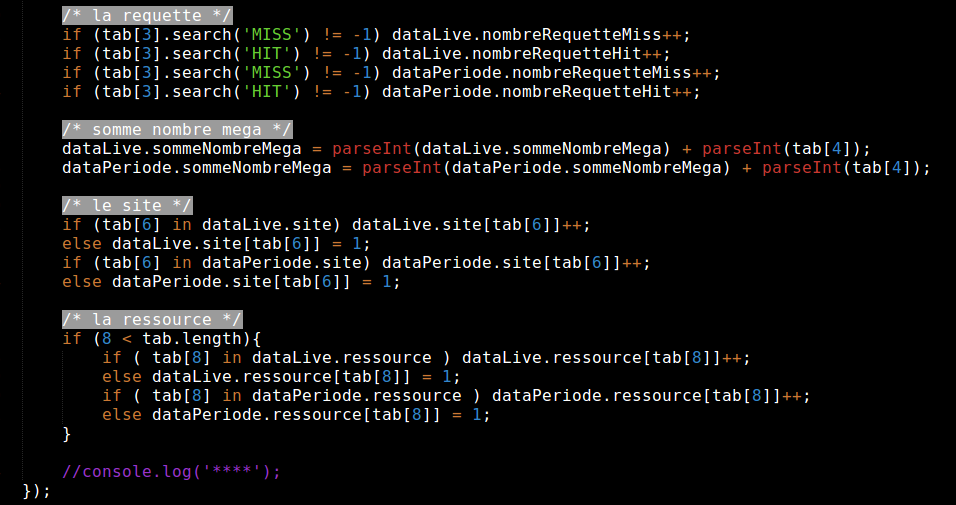 /* la requette */
if (tab[3].search('MISS') != -1) dataLive.nombreRequetteMiss++;
if (tab[3].search('HIT') != -1) dataLive.nombreRequetteHit++;
if (tab[3].search('MISS') != -1) dataPeriode.nombreRequetteMiss++;
if (tab[3].search('HIT') != -1) dataPeriode.nombreRequetteHit++;
/* somme nombre mega */
dataLive.sommeNombreMega = parseInt(dataLive.sommeNombreMega) + parseInt(tab[4]);
dataPeriode.sommeNombreMega = parseInt(dataPeriode.sommeNombreMega) + parseInt(tab[4]);
/* le site */
if (tab[6] in dataLive.site) dataLive.site[tab[6]]++;
else dataLive.site[tab[6]] = 1;
if (tab[6] in dataPeriode.site) dataPeriode.site[tab[6]]++;
else dataPeriode.site[tab[6]] = 1;
/* la ressource */
if (8 < tab.length){
if ( tab[8] in dataLive.ressource ) dataLive.ressource[tab[8]]++;
else dataLive.ressource[tab[8]] = 1;
if ( tab[8] in dataPeriode.ressource ) dataPeriode.ressource[tab[8]]++;
else dataPeriode.ressource[tab[8]] = 1;
}
//console.log('****');
});